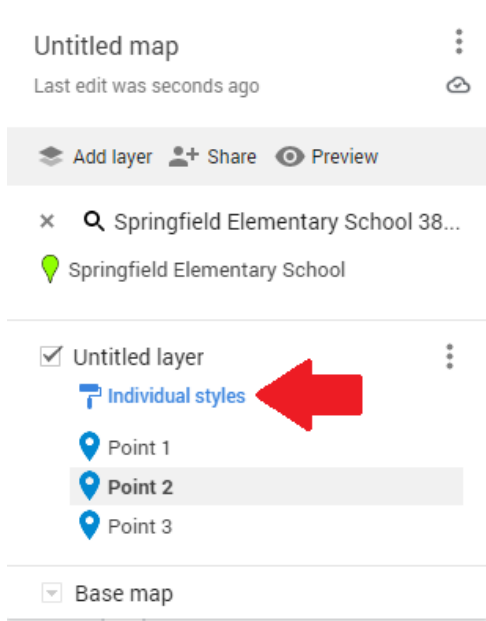 Untitled map
Last edit was seconds ago
Add layer Share Preview
Springfield Elementary School 38...
Springfield Elementary School
Untitled layer
Individual styles
Point 1
Point 2
Point 3
Base map